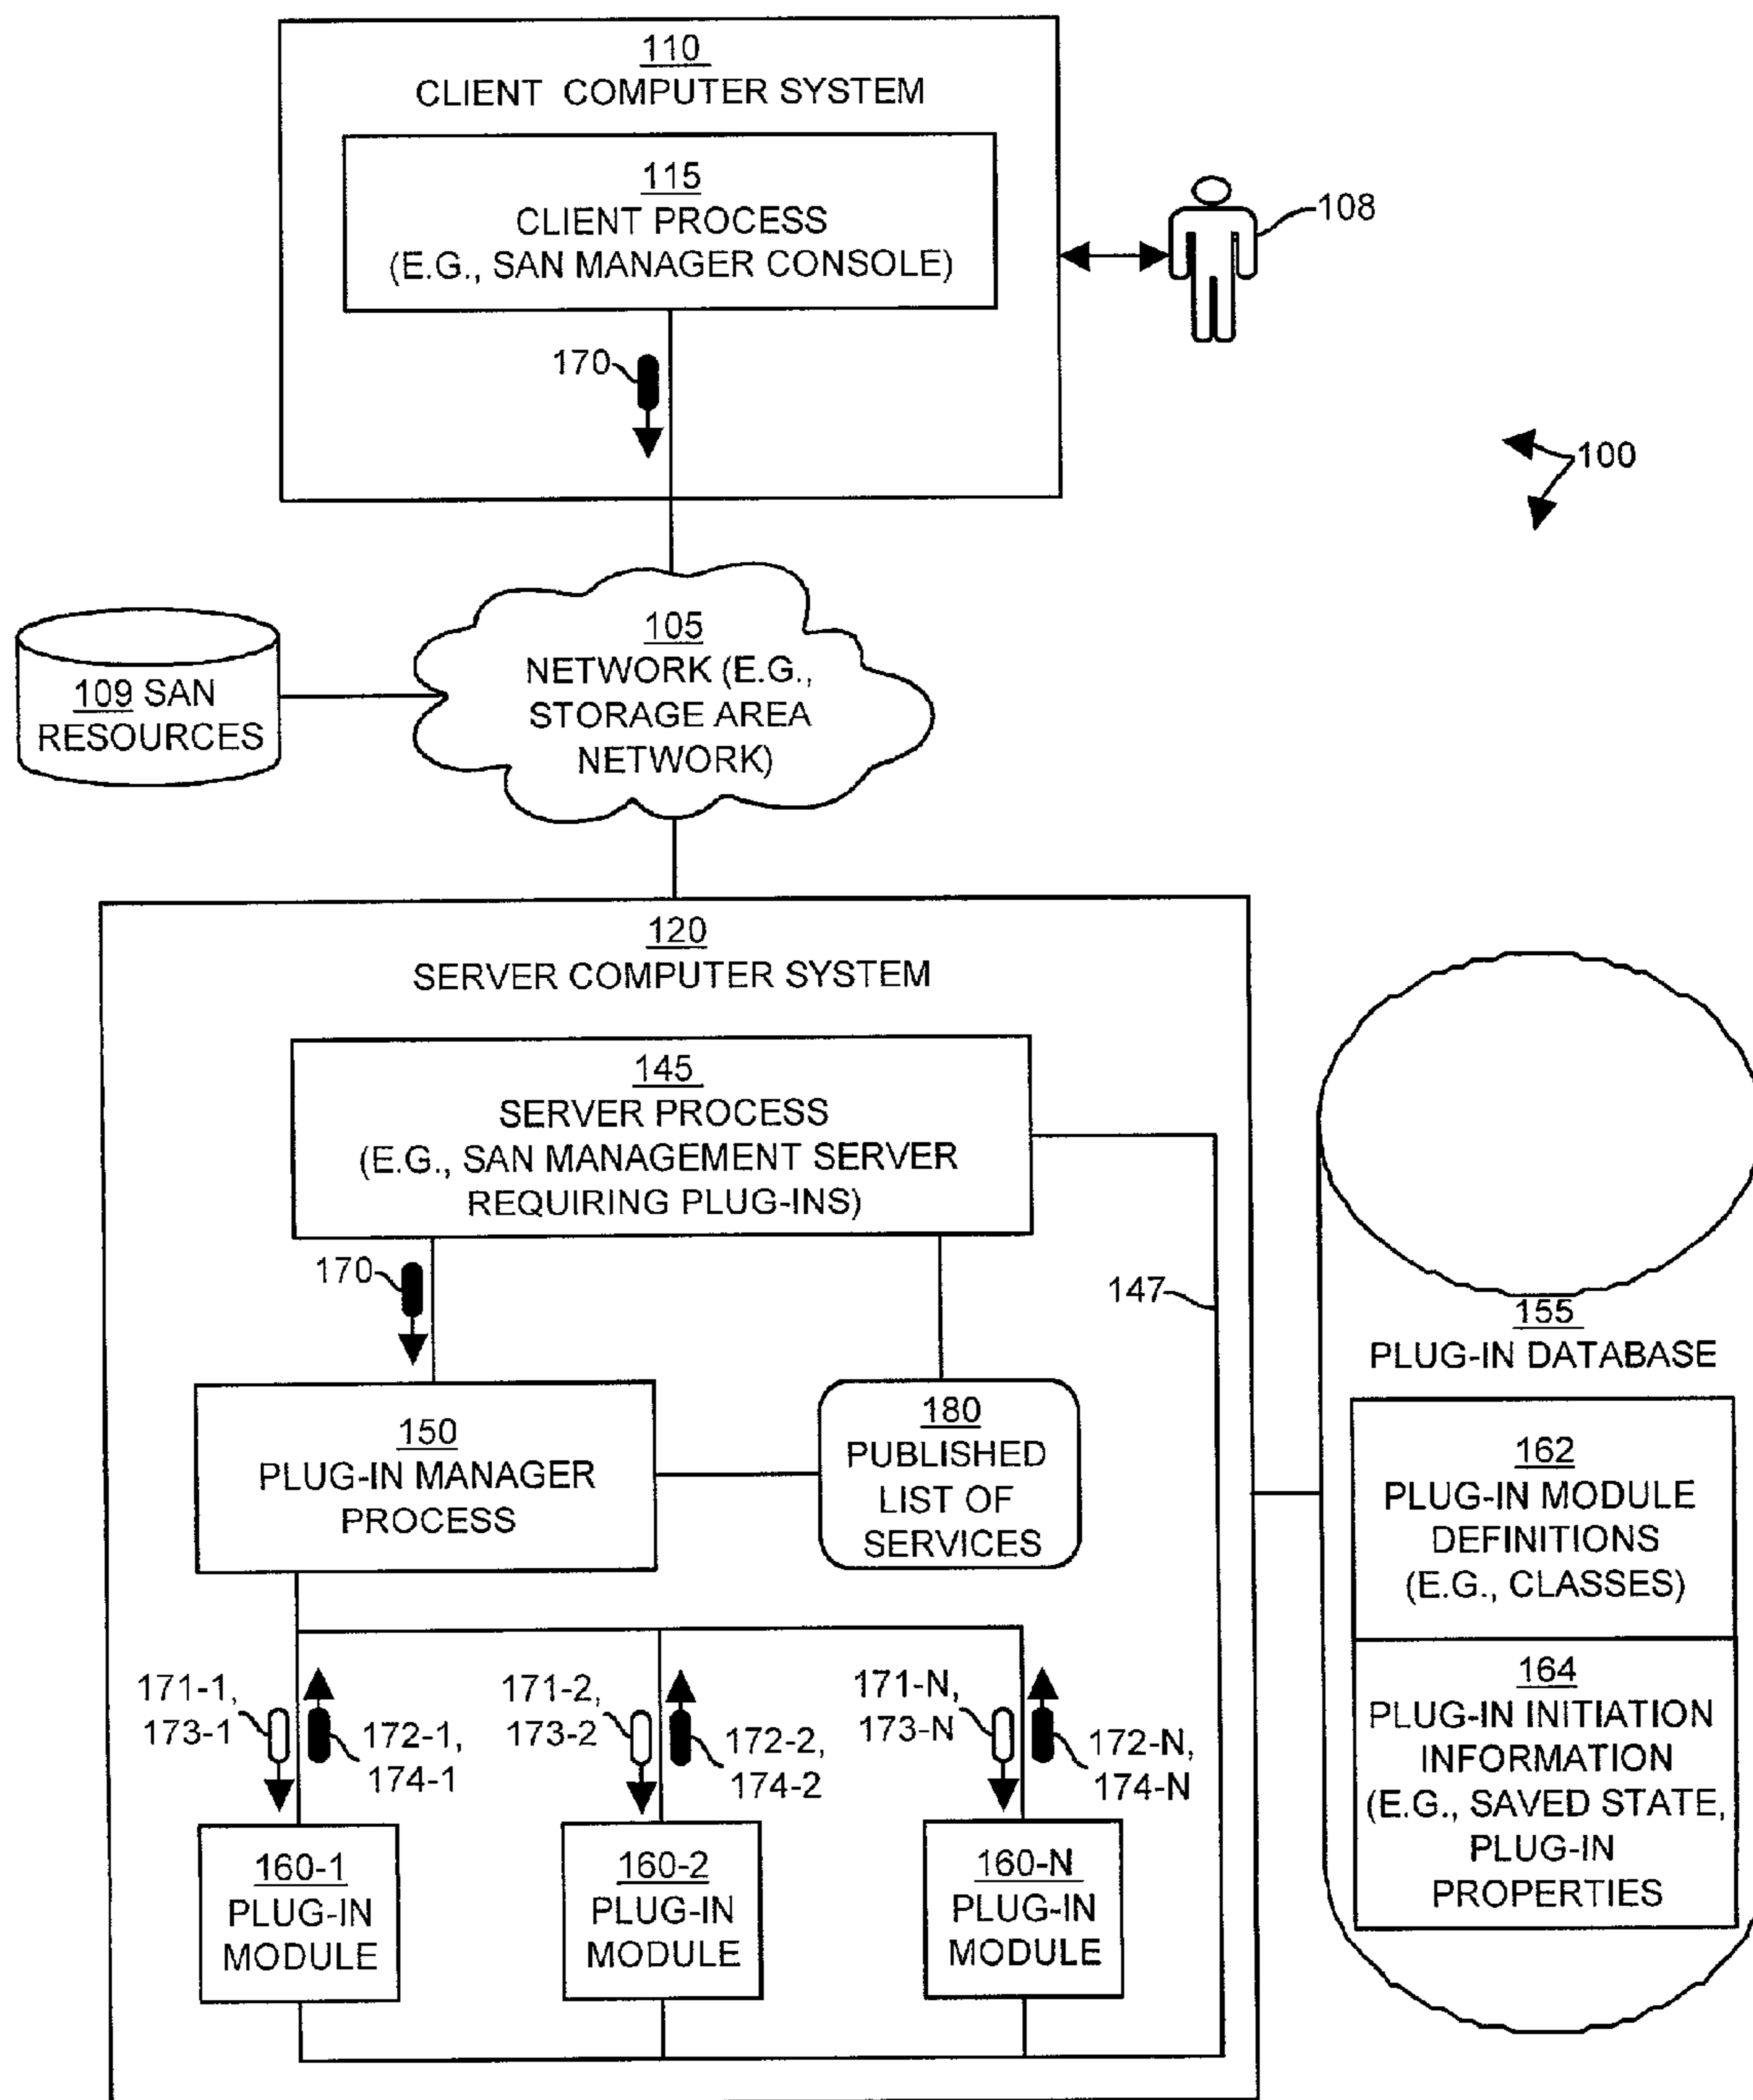 110
CLIENT COMPUTER SYSTEM
115
CLIENT PROCESS
(E.G., SAN MANAGER CONSOLE)
108
170
100
105
NETWORK (E.G.,
STORAGE AREA
NETWORK)
109 SAN
RESOURCES
120
SERVER COMPUTER SYSTEM
145
SERVER PROCESS
(E.G., SAN MANAGEMENT SERVER
REQUIRING PLUG-INS)
170
147
150
PLUG-IN MANAGER
PROCESS
180
PUBLISHED
LIST OF
SERVICES
171-1,
173-1
172-1,
174-1
171-2,
173-2
172-2,
174-2
171-N,
173-N
172-N,
174-N
160-1
PLUG-IN
MODULE
160-2
PLUG-IN
MODULE
160-N
PLUG-IN
MODULE
155
PLUG-IN DATABASE
162
PLUG-IN MODULE
DEFINITIONS
(E.G., CLASSES)
164
PLUG-IN INITIATION
INFORMATION
(E.G., SAVED STATE,
PLUG-IN
PROPERTIES